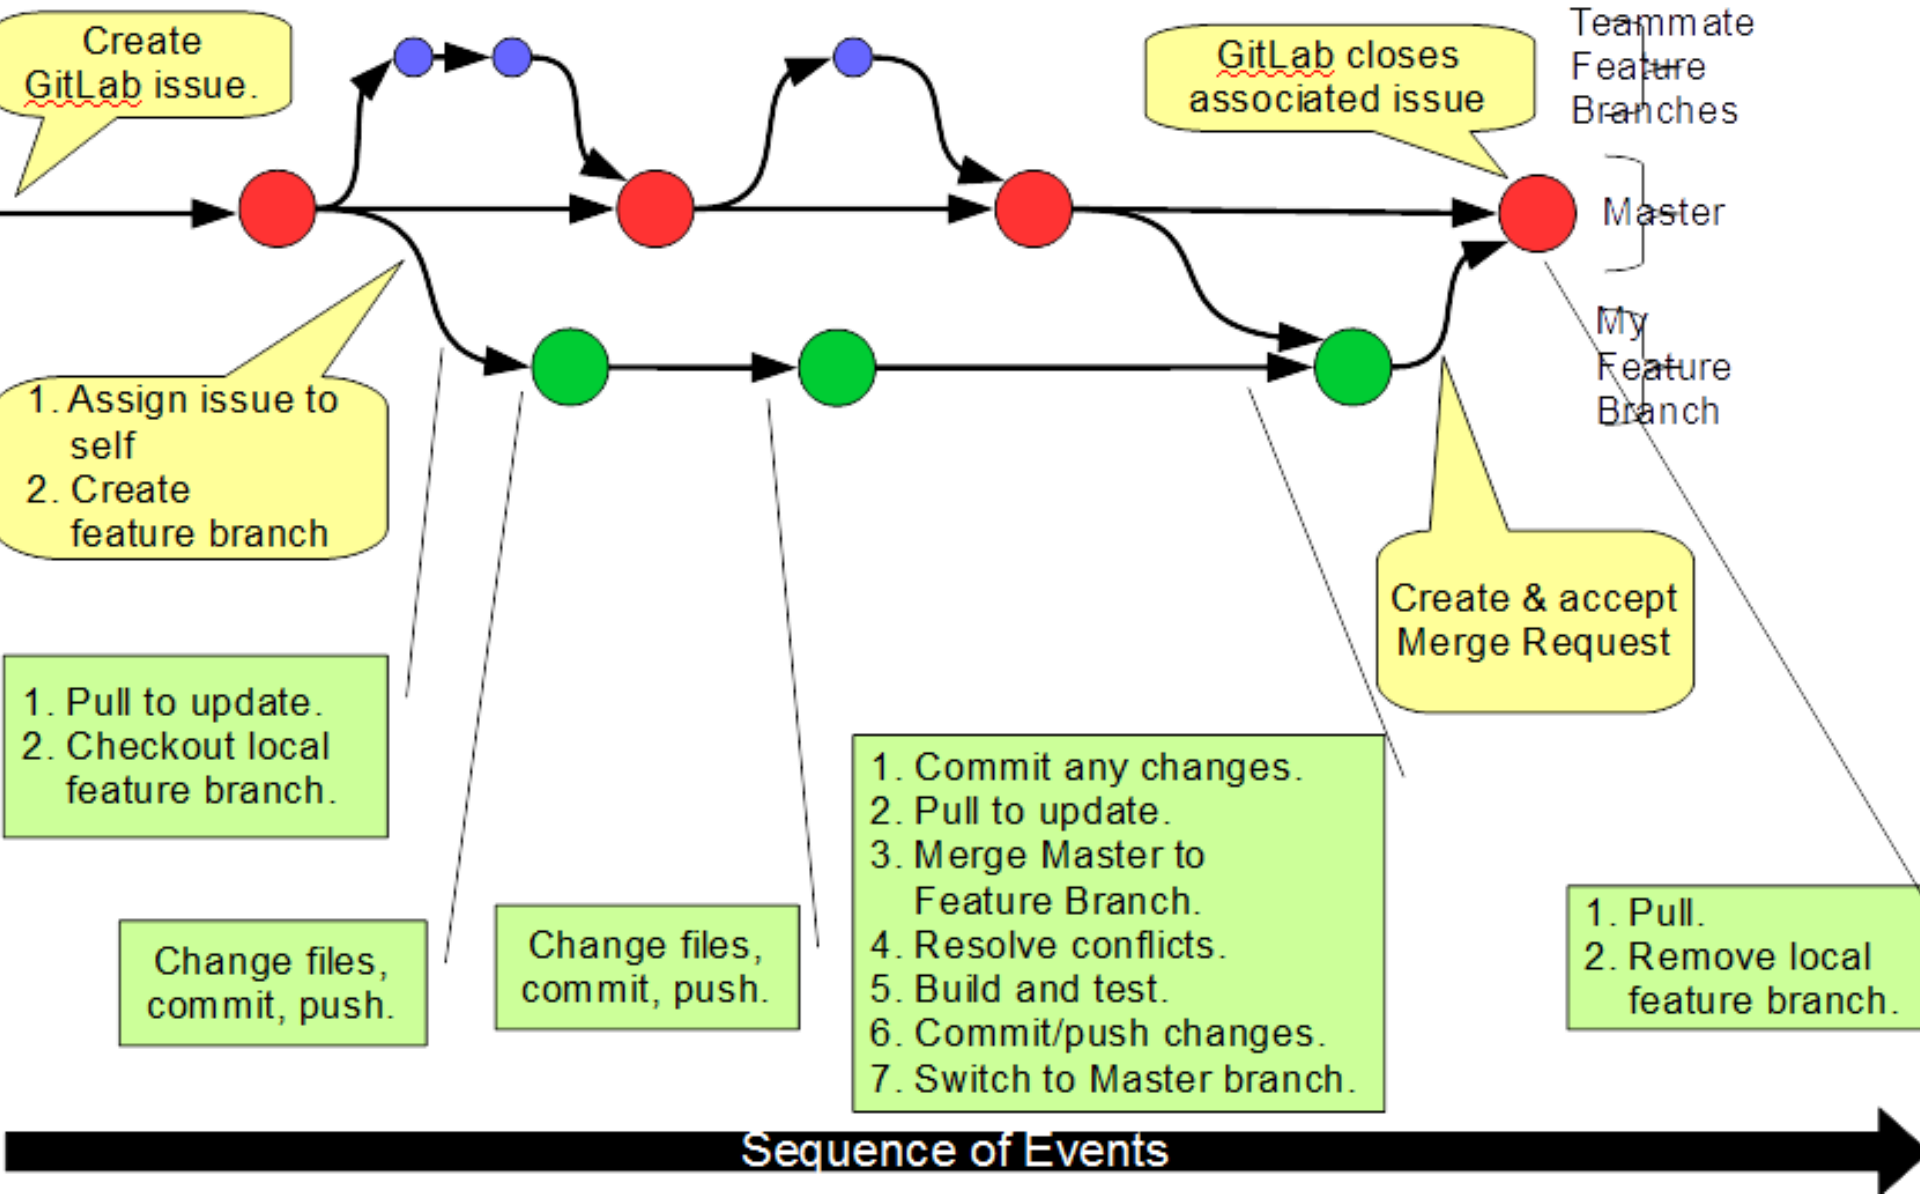 Create
GitLab issue.
GitLab closes
associated issue
Teammate
Feature
Branches
Master
My
Feature
Branch
1. Assign issue to
self
2. Create
feature branch
Create & accept
Merge Request
1. Pull to update.
2. Checkout local
feature branch.
Change files,
commit, push.
Change files,
commit, push.
1. Commit any changes.
2. Pull to update.
3. Merge Master to
Feature Branch.
4. Resolve conflicts.
5. Build and test.
6. Commit/push changes.
7. Switch to Master branch.
1. Pull.
2. Remove local
feature branch.
Sequence of Events